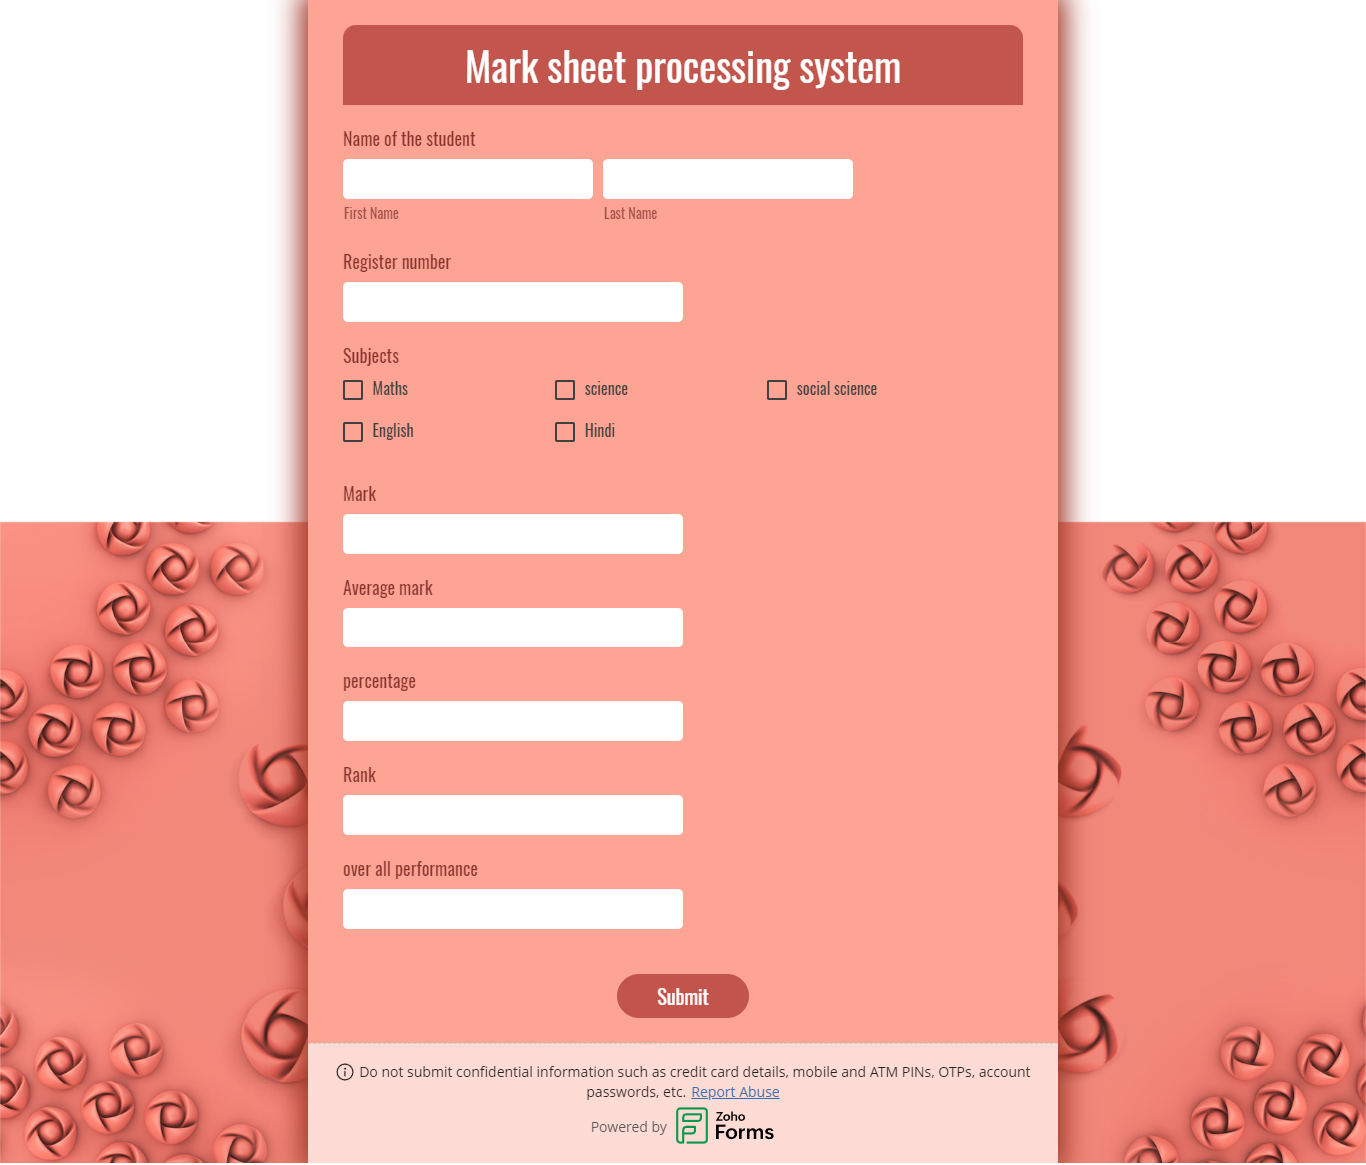 Mark sheet processing system
Name of the student
First Name Last Name
Register number
Subjects
Maths science social science
English Hindi
Mark
Average mark
percentage
Rank
over all performance
Submit
Do not submit confidential information such as credit card details, mobile and ATM PINs, OTPs, account
passwords, etc. Report Abuse
Powered by Zoho Forms